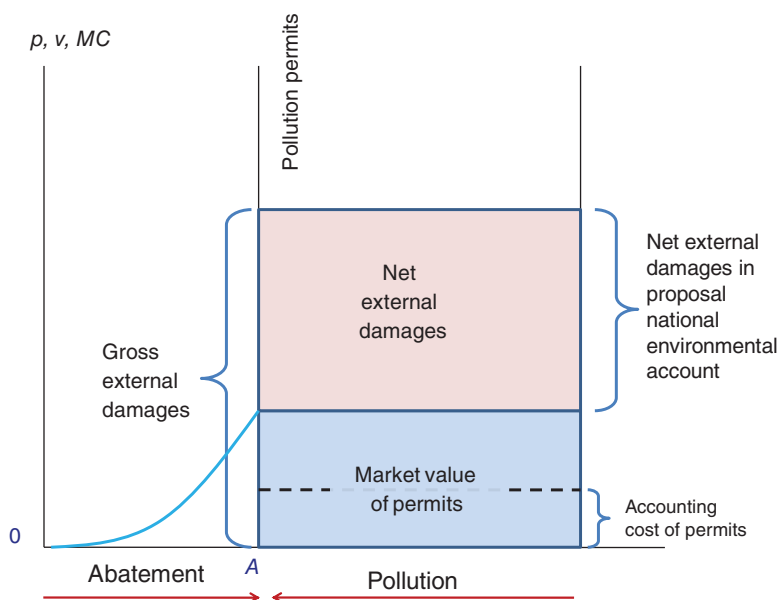 p, v, MC
Pollution permits
Net
external
damages
Net external
damages in
proposal
national
environmental
account
Gross
external
damages
Market value
of permits
Accounting
cost of permits
0
Abatement
A
Pollution